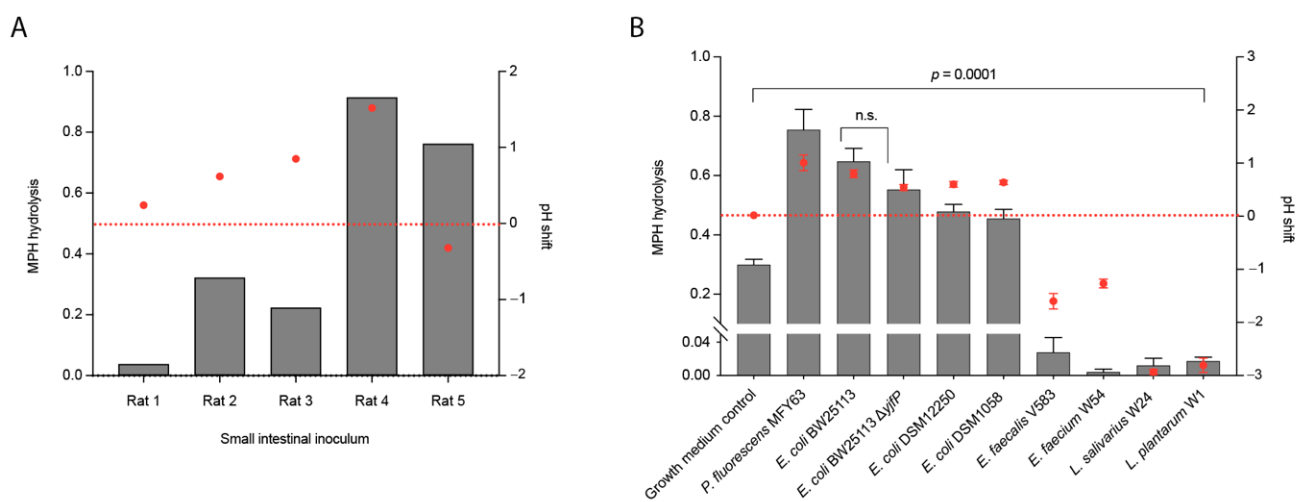 A
MPH hydrolysis
1.0
0.8
0.6
0.4
0.2
0.0
2
1
0
−1
−2
pH shift
Rat 1 Rat 2 Rat 3 Rat 4 Rat 5
Small intestinal inoculum
B
MPH hydrolysis
1.0
0.8
0.6
0.4
0.2
0.04
0.00
p = 0.0001
n.s.
3
2
1
0
−1
−2
−3
pH shift
Growth medium control
P. fluorescens MFY63
E. coli BW25113
E. coli BW25113 ΔyjfP
E. coli DSM12250
E. coli DSM1058
E. faecalis V583
E. faecium W54
L. salivarius W24
L. plantarum W1